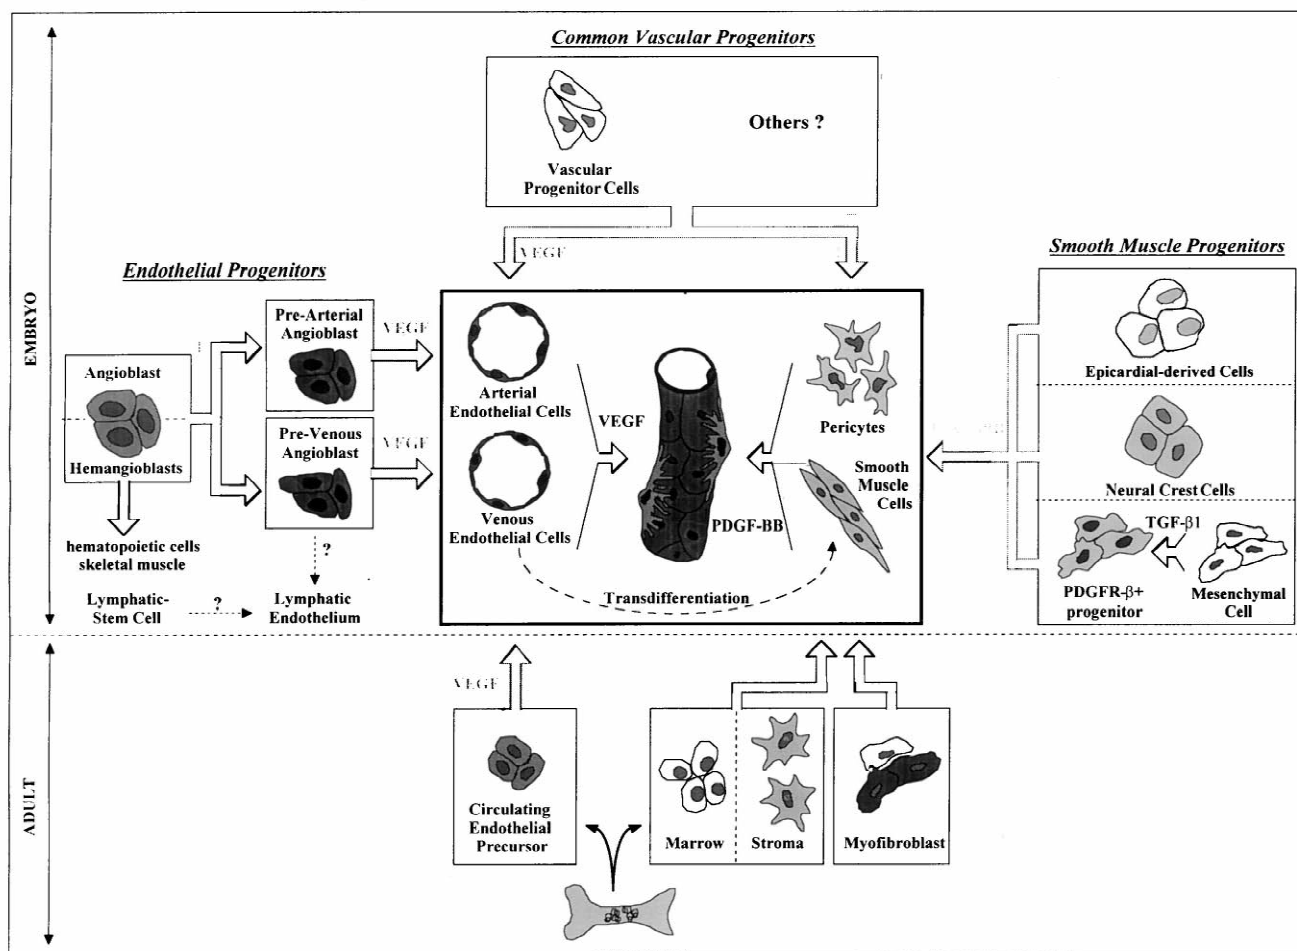 Common Vascular Progenitors
Vascular
Progenitor Cells
Others ?
VEGF
Endothelial Progenitors
Smooth Muscle Progenitors
EMBRYO
Angioblast
Hemangioblasts
hematopoietic cells
skeletal muscle
Lymphatic-
Stem Cell
?
Pre-Arterial
Angioblast
VEGF
Pre-Venous
Angioblast
VEGF
?
Lymphatic
Endothelium
Arterial
Endothelial Cells
Venous
Endothelial Cells
VEGF
PDGF-BB
Pericytes
Smooth
Muscle
Cells
Transdifferentiation
Epicardial-derived Cells
Neural Crest Cells
TGF-β1
PDGFR-β+
progenitor
Mesenchymal
Cell
ADULT
VEGF
Circulating
Endothelial
Precursor
Marrow
Stroma
Myofibroblast